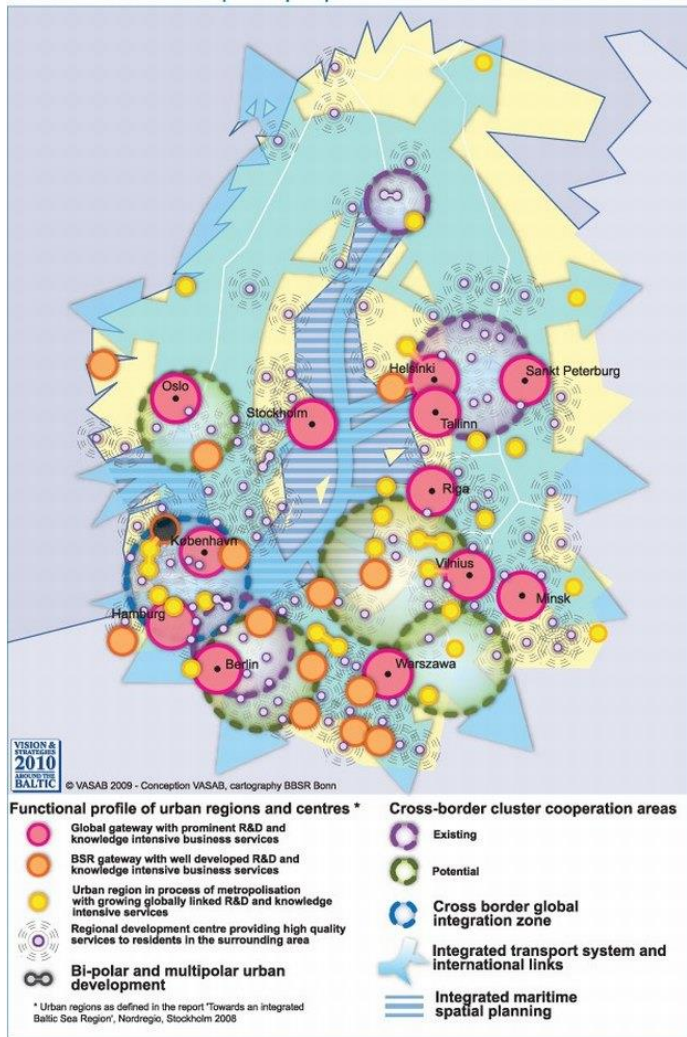 Oslo
Helsinki
Sankt Peterburg
Stockholm
Tallinn
Riga
København
Vilnius
Minsk
Hamburg
Berlin
Warszawa
VISION &
STRATEGIES
2010
AROUND THE
BALTIC
© VASAB 2009 - Conception VASAB, cartography BBSR Bonn
Functional profile of urban regions and centres *
Global gateway with prominent R&D and
knowledge intensive business services
BSR gateway with well developed R&D and
knowledge intensive business services
Urban region in process of metropolisation
with growing globally linked R&D and knowledge
intensive services
Regional development centre providing high quality
services to residents in the surrounding area
Bi-polar and multipolar urban
development
* Urban regions as defined in the report 'Towards an integrated
Baltic Sea Region', Nordregio, Stockholm 2008
Cross-border cluster cooperation areas
Existing
Potential
Cross border global
integration zone
Integrated transport system and
international links
Integrated maritime
spatial planning